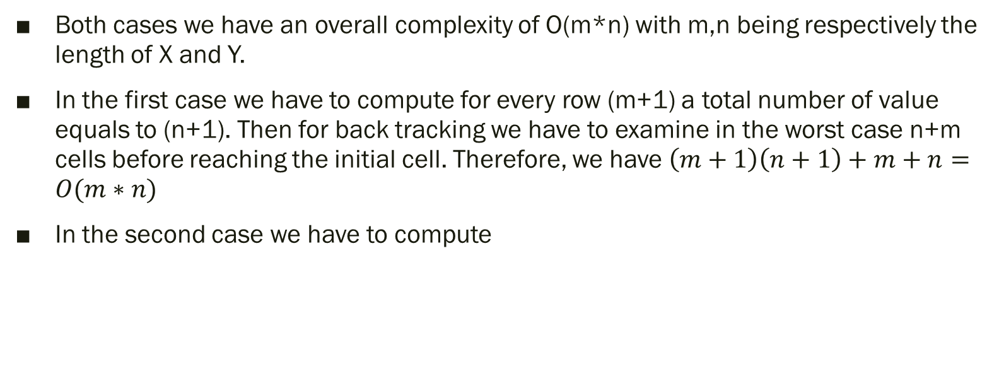 ■ Both cases we have an overall complexity of O(m*n) with m,n being respectively the
length of X and Y.
■ In the first case we have to compute for every row (m+1) a total number of value
equals to (n+1). Then for back tracking we have to examine in the worst case n+m
cells before reaching the initial cell. Therefore, we have (m + 1)(n + 1) + m + n =
O(m * n)
■ In the second case we have to compute